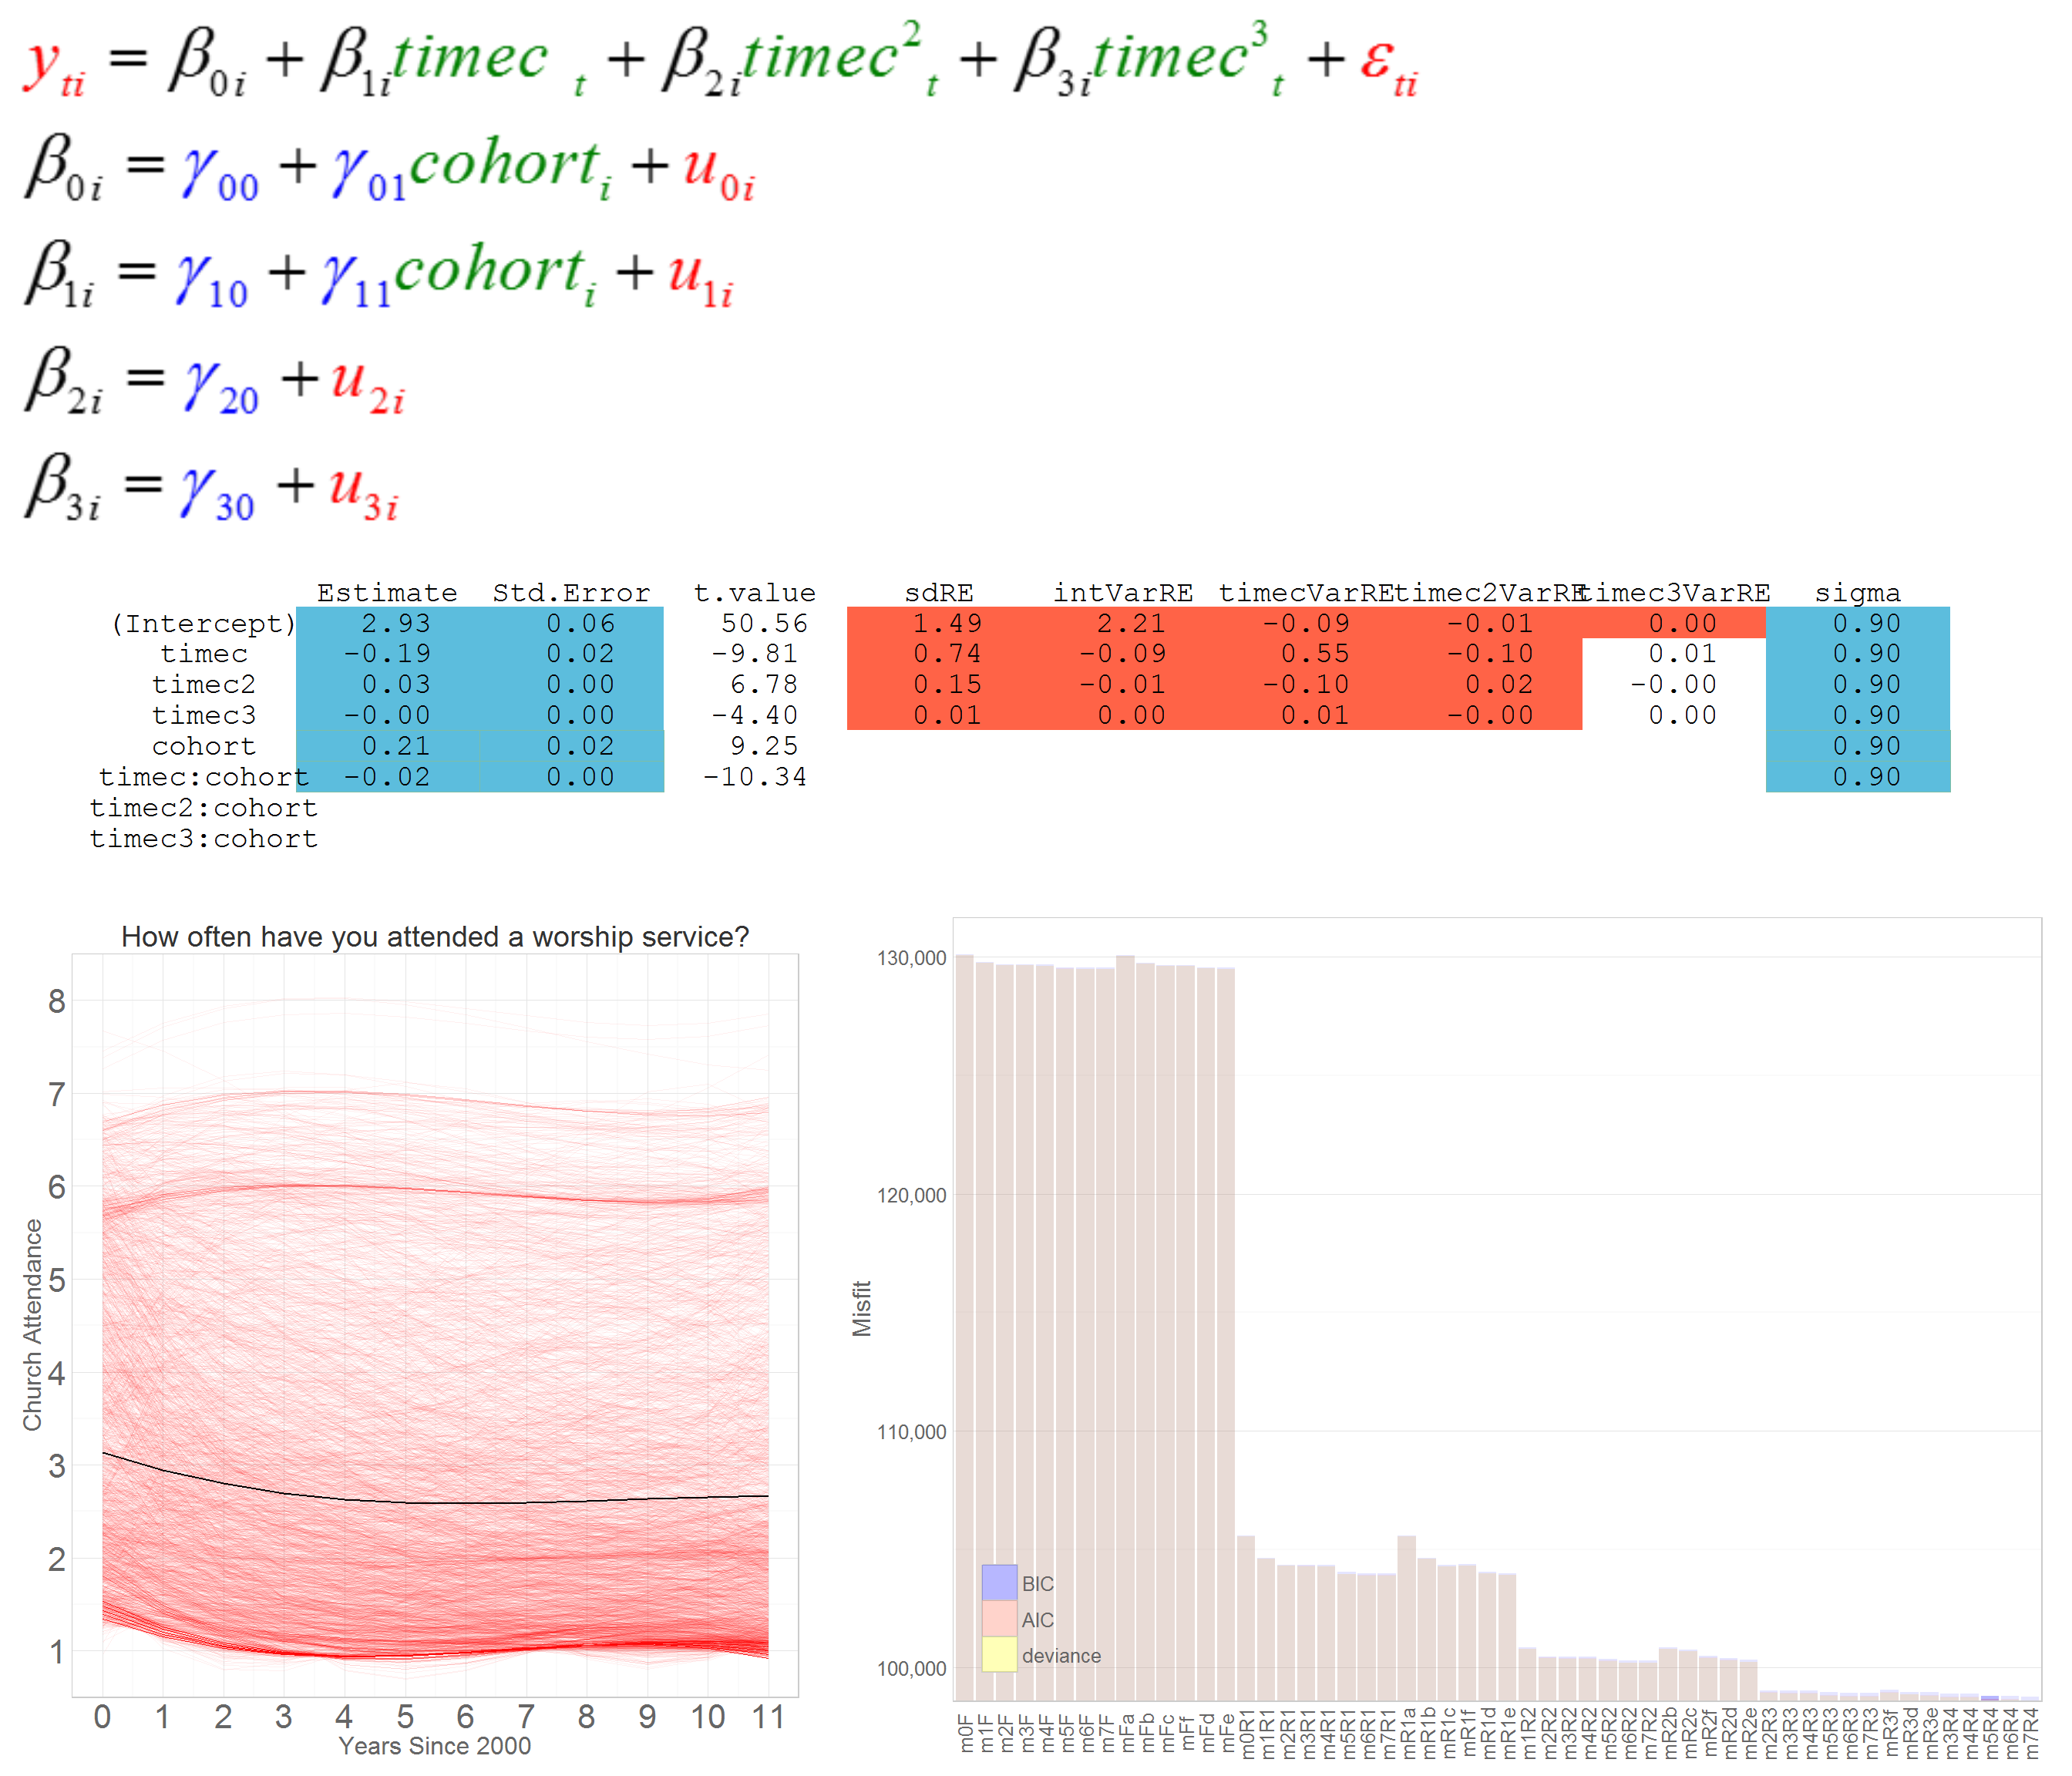 y_ti = β_0i + β_1i timec_t + β_2i timec²_t + β_3i timec³_t + ε_ti
β_0i = γ_00 + γ_01 cohort_i + u_0i
β_1i = γ_10 + γ_11 cohort_i + u_1i
β_2i = γ_20 + u_2i
β_3i = γ_30 + u_3i
Estimate Std.Error t.value sdRE intVarRE timecVarRE timec2VarRE timec3VarRE sigma
(Intercept) 2.93 0.06 50.56 1.49 2.21 -0.09 -0.01 0.00 0.90
timec -0.19 0.02 -9.81 0.74 -0.09 0.55 -0.10 0.01 0.90
timec2 0.03 0.00 6.78 0.15 -0.01 -0.10 0.02 -0.00 0.90
timec3 -0.00 0.00 -4.40 0.01 0.00 0.01 -0.00 0.00 0.90
cohort 0.21 0.02 9.25 0.90
timec:cohort -0.02 0.00 -10.34 0.90
timec2:cohort
timec3:cohort
How often have you attended a worship service?
8
7
6
5
4
3
2
1
Church Attendance
0 1 2 3 4 5 6 7 8 9 10 11
Years Since 2000
130,000
120,000
110,000
100,000
Misfit
BIC
AIC
deviance
m0F m1F m2F m3F m4F m5F m6F m7F mFa mFb mFc mFf mFd mFe m0R1 m1R1 m2R1 m3R1 m4R1 m5R1 m6R1 m7R1 mR1a mR1b mR1c mR1f mR1d mR1e m1R2 m2R2 m3R2 m4R2 m5R2 m6R2 m7R2 mR2b mR2c mR2f mR2d mR2e m2R3 m3R3 m4R3 m5R3 m6R3 m7R3 mR3f mR3d mR3e m3R4 m4R4 m5R4 m6R4 m7R4